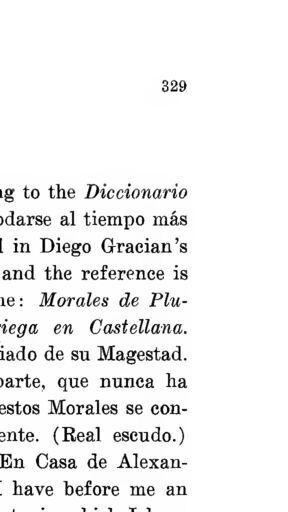 329
ng to the Diccionario
odarse al tiempo más
l in Diego Gracian's
and the reference is
ne: Morales de Plu-
riega en Castellana.
iado de su Magestad.
parte, que nunca ha
estos Morales se con-
ente. (Real escudo.)
En Casa de Alexan-
I have before me an